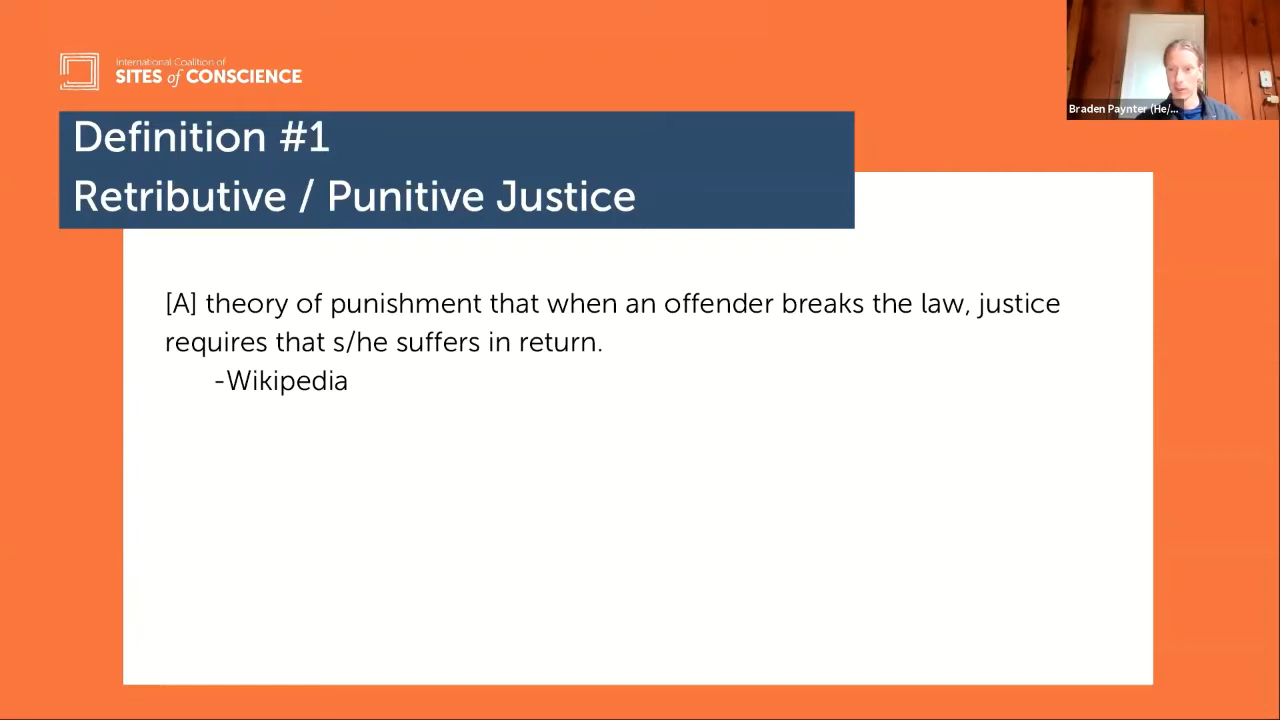 International Coalition of
SITES of CONSCIENCE
Braden Paynter (He/...
Definition #1
Retributive / Punitive Justice
[A] theory of punishment that when an offender breaks the law, justice
requires that s/he suffers in return.
-Wikipedia